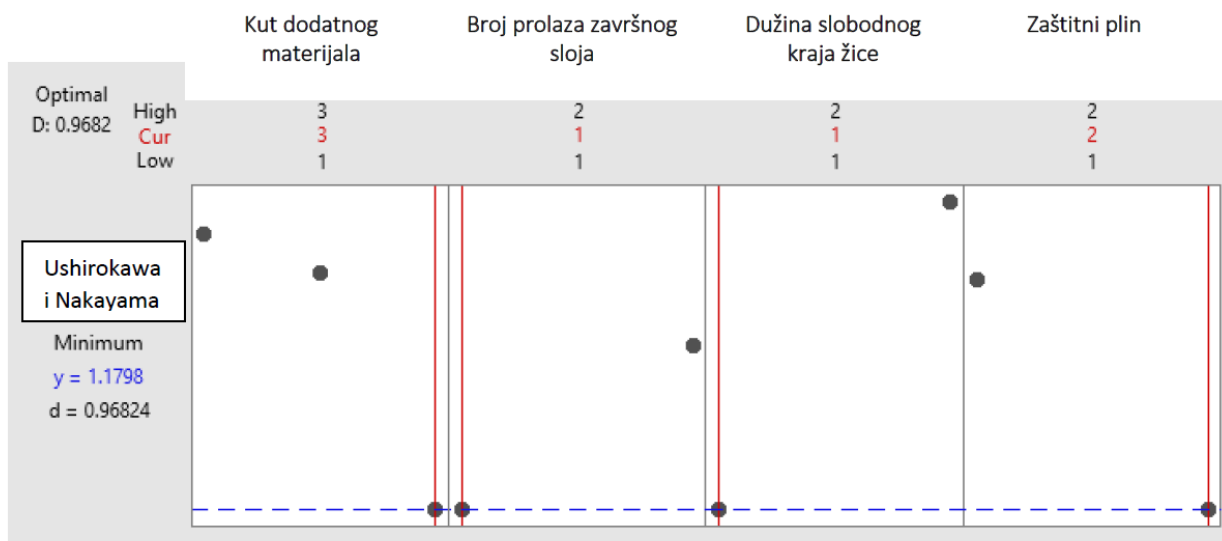 Kut dodatnog
materijala
Broj prolaza završnog
sloja
Dužina slobodnog
kraja žice
Zaštitni plin
Optimal
D: 0.9682
High 3 2 2 2
Cur 3 1 1 2
Low 1 1 1 1
Ushirokawa
i Nakayama
Minimum
y = 1.1798
d = 0.96824